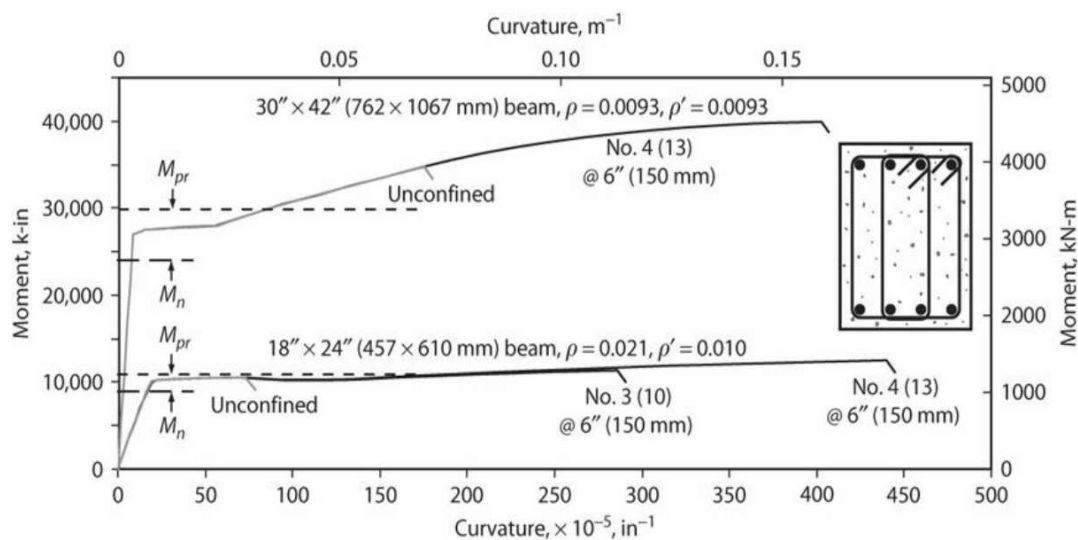 Curvature, m⁻¹
0 0.05 0.10 0.15
Moment, k-in
40,000
30,000
20,000
10,000
0
5000
4000
3000
2000
1000
0
Moment, kN-m
30″ × 42″ (762 × 1067 mm) beam, ρ = 0.0093, ρ′ = 0.0093
No. 4 (13)
@ 6″ (150 mm)
Unconfined
Mpr
Mn
Mpr
18″ × 24″ (457 × 610 mm) beam, ρ = 0.021, ρ′ = 0.010
Unconfined
No. 3 (10)
@ 6″ (150 mm)
No. 4 (13)
@ 6″ (150 mm)
Mn
0 50 100 150 200 250 300 350 400 450 500
Curvature, × 10⁻⁵, in⁻¹